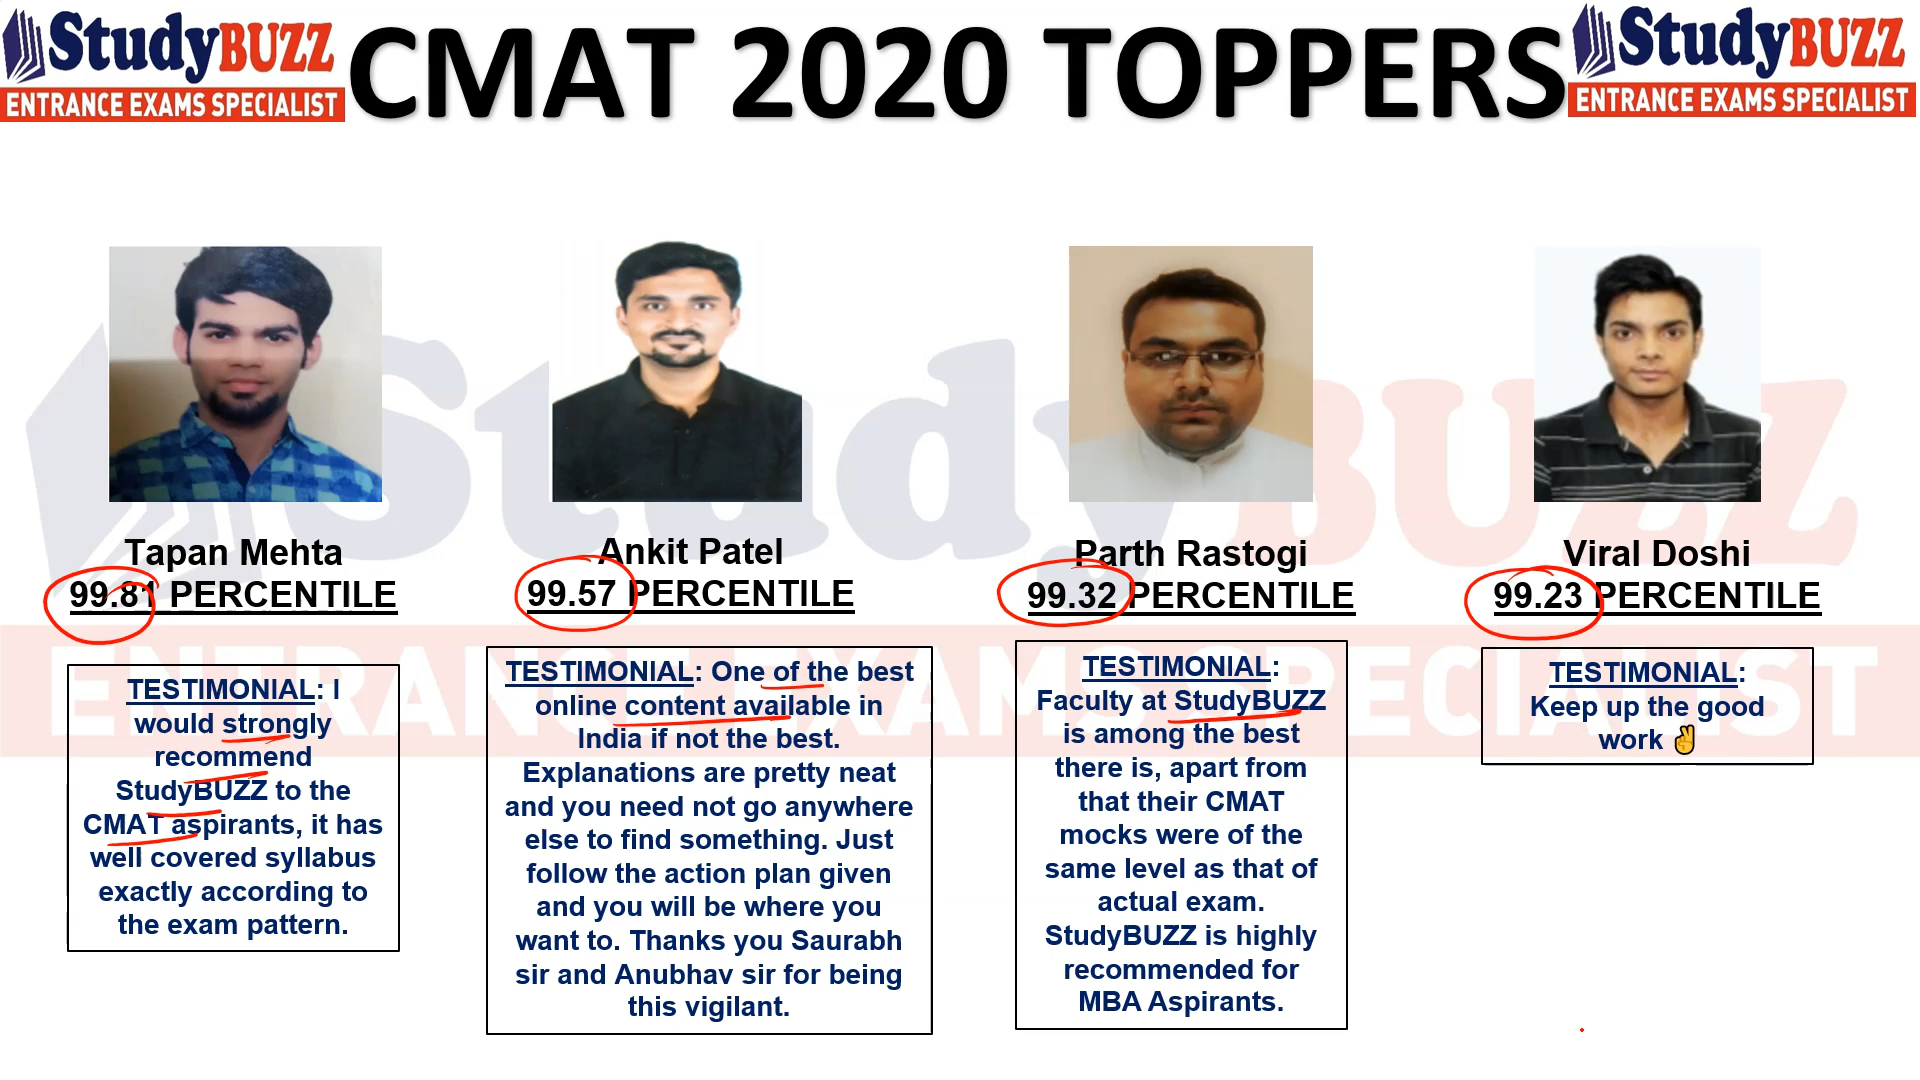 StudyBUZZ
ENTRANCE EXAMS SPECIALIST
CMAT 2020 TOPPERS
StudyBUZZ
ENTRANCE EXAMS SPECIALIST
StudyBUZZ
ENTRANCE EXAMS SPECIALIST
Tapan Mehta
99.81 PERCENTILE
TESTIMONIAL: I
would strongly
recommend
StudyBUZZ to the
CMAT aspirants, it has
well covered syllabus
exactly according to
the exam pattern.
Ankit Patel
99.57 PERCENTILE
TESTIMONIAL: One of the best
online content available in
India if not the best.
Explanations are pretty neat
and you need not go anywhere
else to find something. Just
follow the action plan given
and you will be where you
want to. Thanks you Saurabh
sir and Anubhav sir for being
this vigilant.
Parth Rastogi
99.32 PERCENTILE
TESTIMONIAL:
Faculty at StudyBUZZ
is among the best
there is, apart from
that their CMAT
mocks were of the
same level as that of
actual exam.
StudyBUZZ is highly
recommended for
MBA Aspirants.
Viral Doshi
99.23 PERCENTILE
TESTIMONIAL:
Keep up the good
work ✌